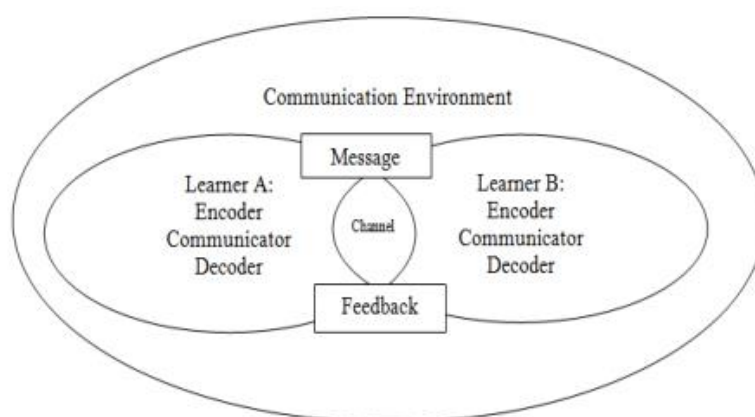 Communication Environment
Message
Learner A:
Encoder
Communicator
Decoder
Channel
Learner B:
Encoder
Communicator
Decoder
Feedback